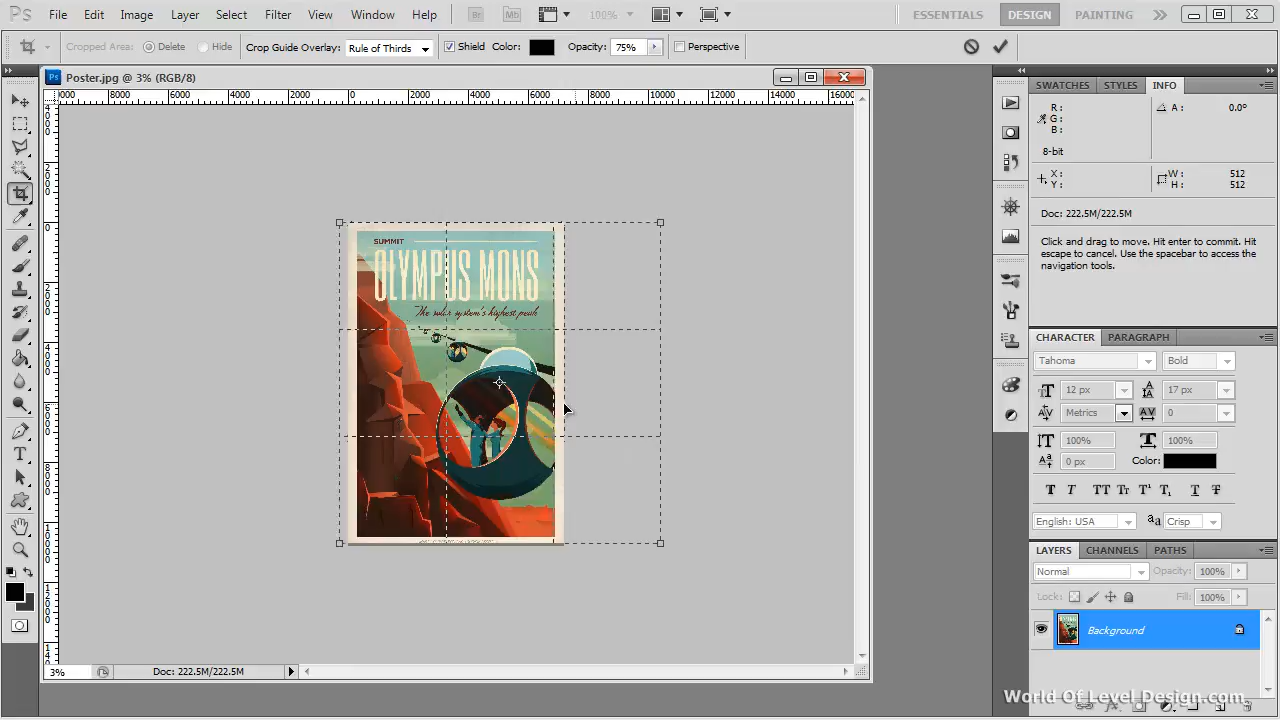 Ps File Edit Image Layer Select Filter View Window Help Br Mb 100% ESSENTIALS DESIGN PAINTING
Cropped Area: Delete Hide Crop Guide Overlay: Rule of Thirds Shield Color: Opacity: 75% Perspective
Ps Poster.jpg @ 3% (RGB/8)
8000 6000 4000 2000 0 2000 4000 6000 8000 10000 12000 14000 16000
SUMMIT
OLYMPUS MONS
The solar system's highest peak
3% Doc: 222.5M/222.5M
SWATCHES STYLES INFO
R: A: 0.0°
G:
B:
8-bit
X: W: 512
Y: H: 512
Doc: 222.5M/222.5M
Click and drag to move. Hit enter to commit. Hit
escape to cancel. Use the spacebar to access the
navigation tools.
CHARACTER PARAGRAPH
Tahoma Bold
12 px 17 px
Metrics 0
100% 100%
0 px Color:
English: USA aa Crisp
LAYERS CHANNELS PATHS
Normal Opacity: 100%
Lock: Fill: 100%
Background
World Of Level Design.com